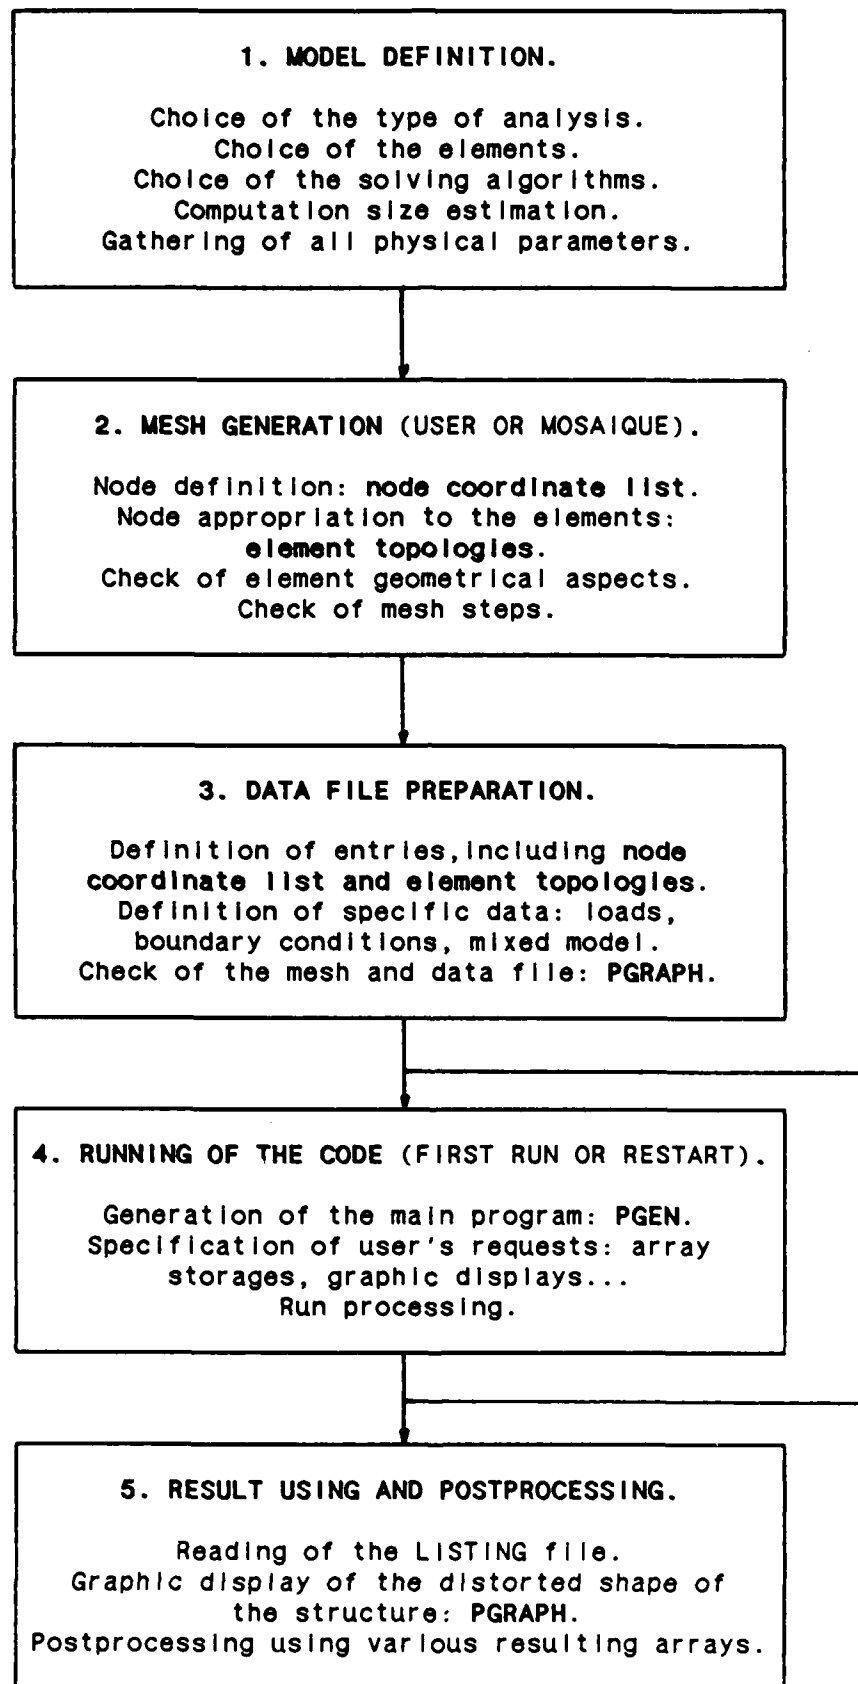 1. MODEL DEFINITION.
Choice of the type of analysis.
Choice of the elements.
Choice of the solving algorithms.
Computation size estimation.
Gathering of all physical parameters.
2. MESH GENERATION (USER OR MOSAIQUE).
Node definition: node coordinate list.
Node appropriation to the elements:
element topologies.
Check of element geometrical aspects.
Check of mesh steps.
3. DATA FILE PREPARATION.
Definition of entries,including node
coordinate list and element topologies.
Definition of specific data: loads,
boundary conditions, mixed model.
Check of the mesh and data file: PGRAPH.
4. RUNNING OF THE CODE (FIRST RUN OR RESTART).
Generation of the main program: PGEN.
Specification of user's requests: array
storages, graphic displays...
Run processing.
5. RESULT USING AND POSTPROCESSING.
Reading of the LISTING file.
Graphic display of the distorted shape of
the structure: PGRAPH.
Postprocessing using various resulting arrays.